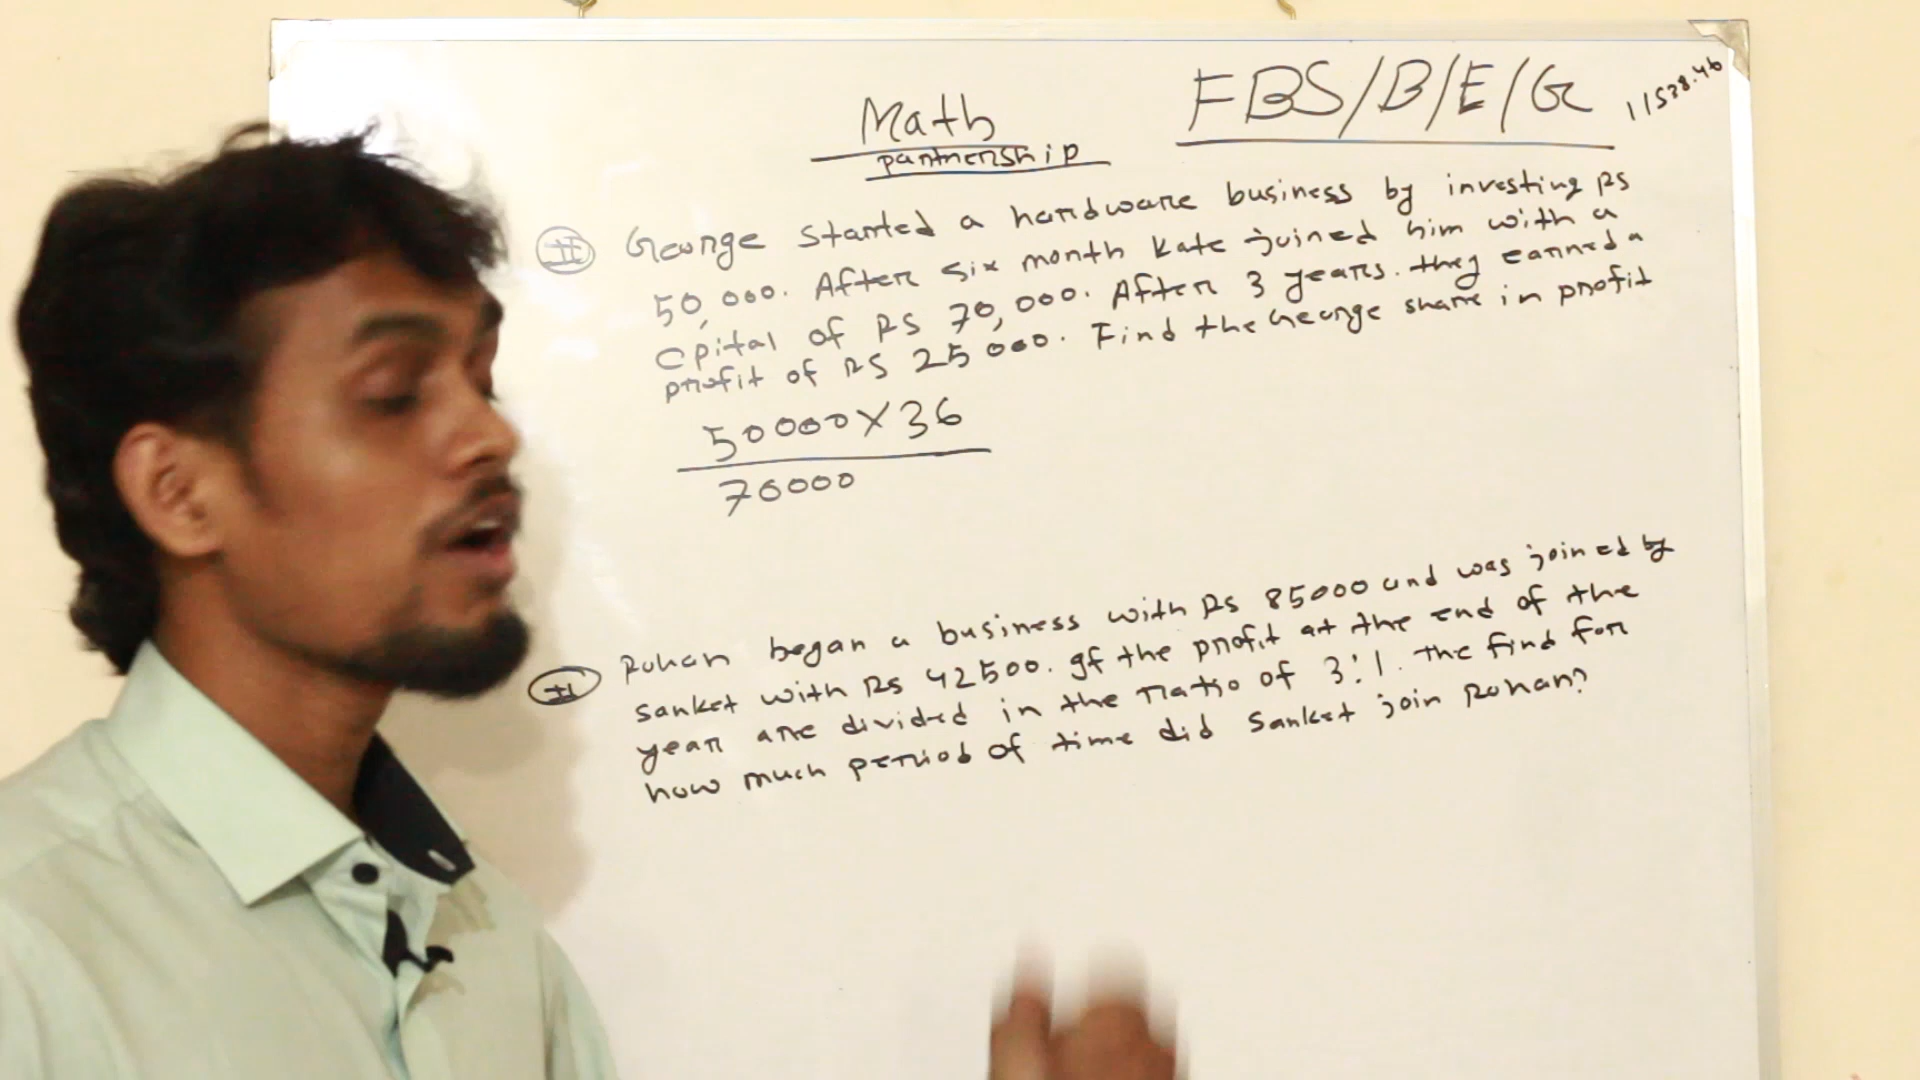 Math
partnership
FBS/B/E/G
11538.46
II George started a hardware business by investing RS
50,000. After six month Kate joined him with a
cpital of RS 70,000. After 3 years. they earned a
profit of RS 25000. Find the George share in profit
50000X36
70000
II Rohan began a business with Rs 85000 and was joined by
sanket with Rs 42500. gf the profit at the end of the
year are divided in the ratio of 3:1. The find for
how much period of time did Sanket join Rohan?